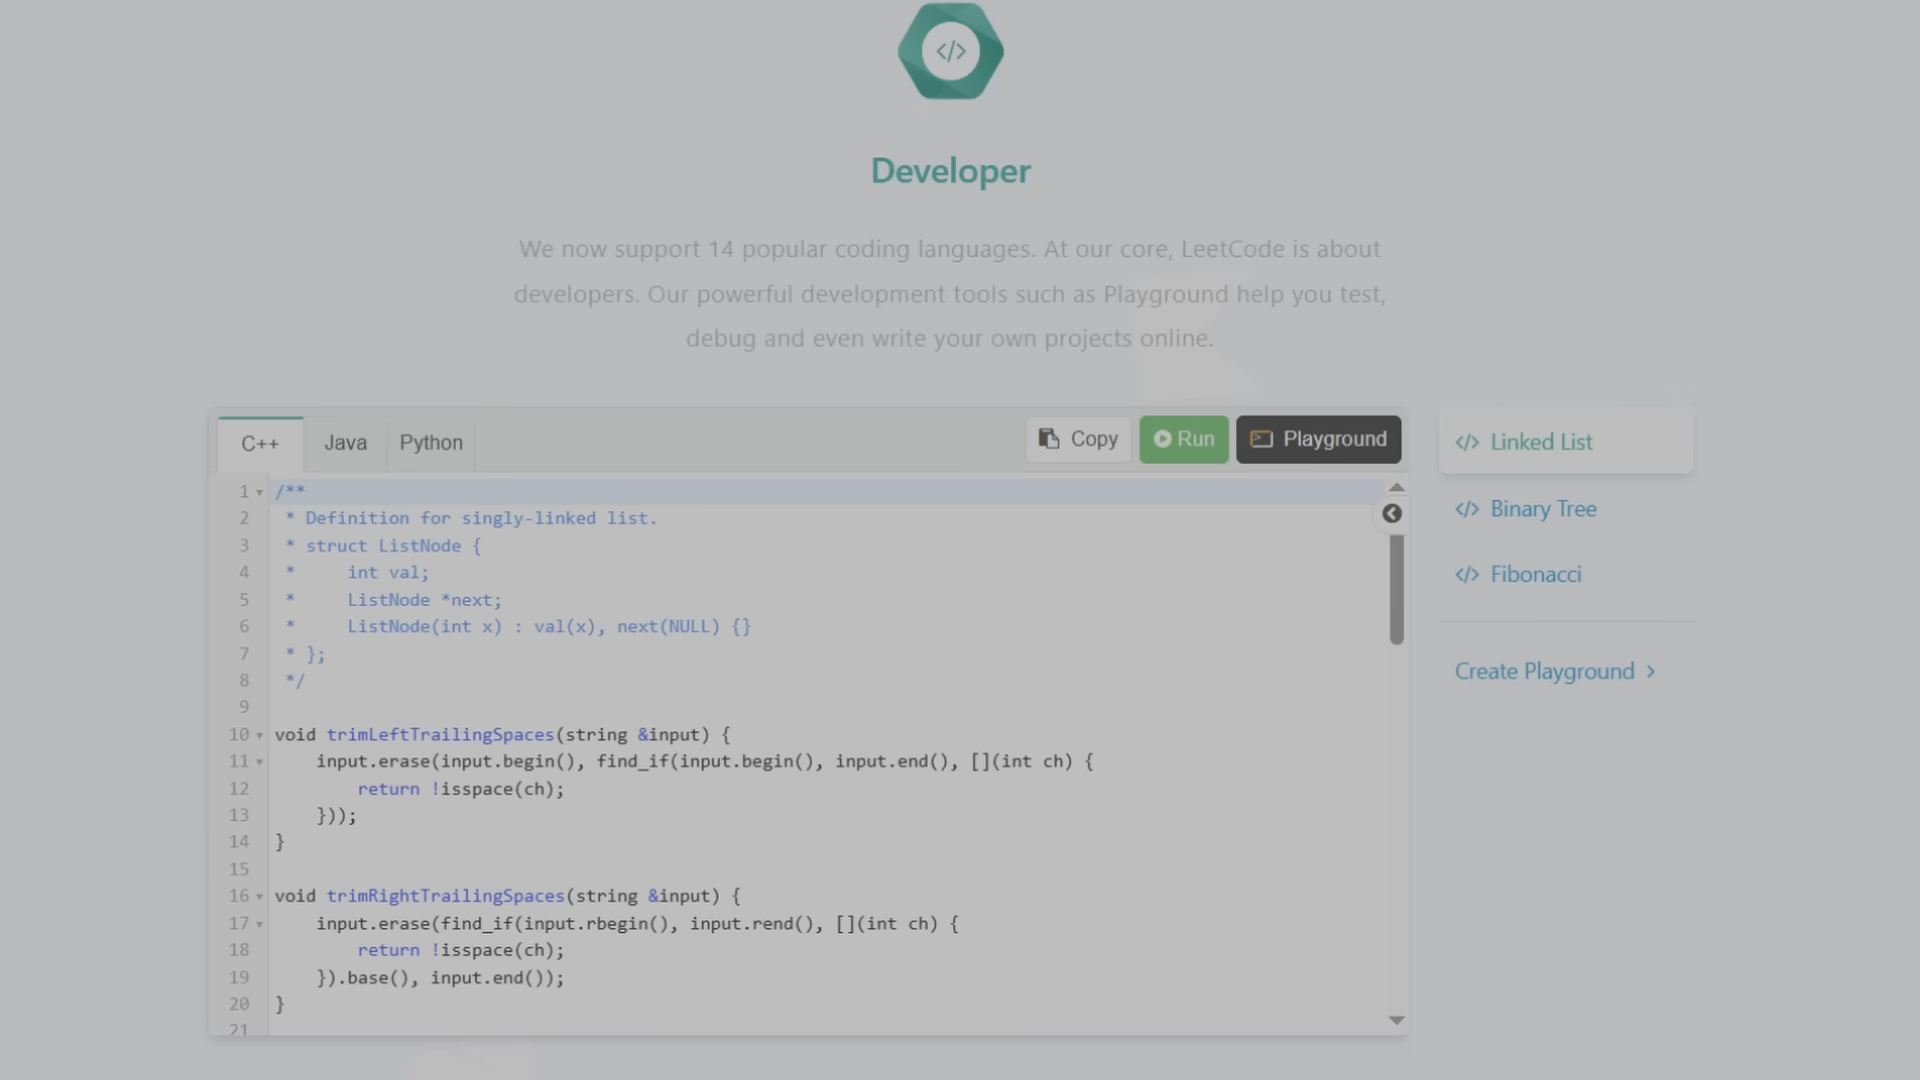 </>
Developer
We now support 14 popular coding languages. At our core, LeetCode is about
developers. Our powerful development tools such as Playground help you test,
debug and even write your own projects online.
C++ Java Python Copy Run Playground
1 /**
2  * Definition for singly-linked list.
3  * struct ListNode {
4  *     int val;
5  *     ListNode *next;
6  *     ListNode(int x) : val(x), next(NULL) {}
7  * };
8  */
9
10 void trimLeftTrailingSpaces(string &input) {
11     input.erase(input.begin(), find_if(input.begin(), input.end(), [](int ch) {
12         return !isspace(ch);
13     }));
14 }
15
16 void trimRightTrailingSpaces(string &input) {
17     input.erase(find_if(input.rbegin(), input.rend(), [](int ch) {
18         return !isspace(ch);
19     }).base(), input.end());
20 }
21
</> Linked List
</> Binary Tree
</> Fibonacci
Create Playground >